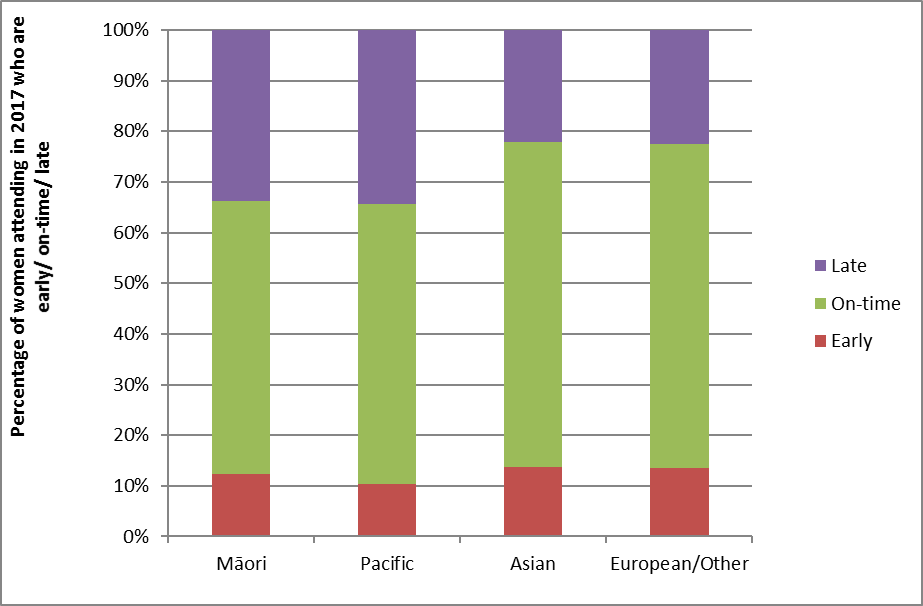 Percentage of women attending in 2017 who are
early/ on-time/ late
100%
90%
80%
70%
60%
50%
40%
30%
20%
10%
0%
Māori
Pacific
Asian
European/Other
Late
On-time
Early